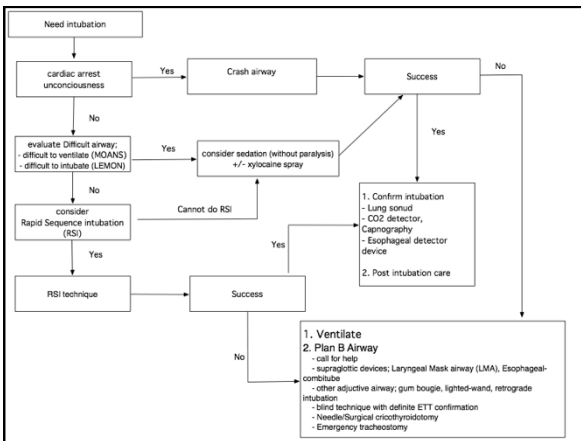 Need intubation
cardiac arrest
unconciousness
Yes
Crash airway
Success
No
No
Yes
evaluate Difficult airway;
- difficult to ventilate (MOANS)
- difficult to intubate (LEMON)
Yes
consider sedation (without paralysis)
+/- xylocaine spray
No
consider
Rapid Sequence intubation
(RSI)
Cannot do RSI
1. Confirm intubation
- Lung sonud
- CO2 detector,
Capnography
- Esophageal detector
device
2. Post intubation care
Yes
Yes
RSI technique
Success
No
1. Ventilate
2. Plan B Airway
- call for help
- supraglottic devices; Laryngeal Mask airway (LMA), Esophageal-
combitube
- other adjuctive airway; gum bougie, lighted-wand, retrograde
intubation
- blind technique with definite ETT confirmation
- Needle/Surgical cricothyroidotomy
- Emergency tracheostomy